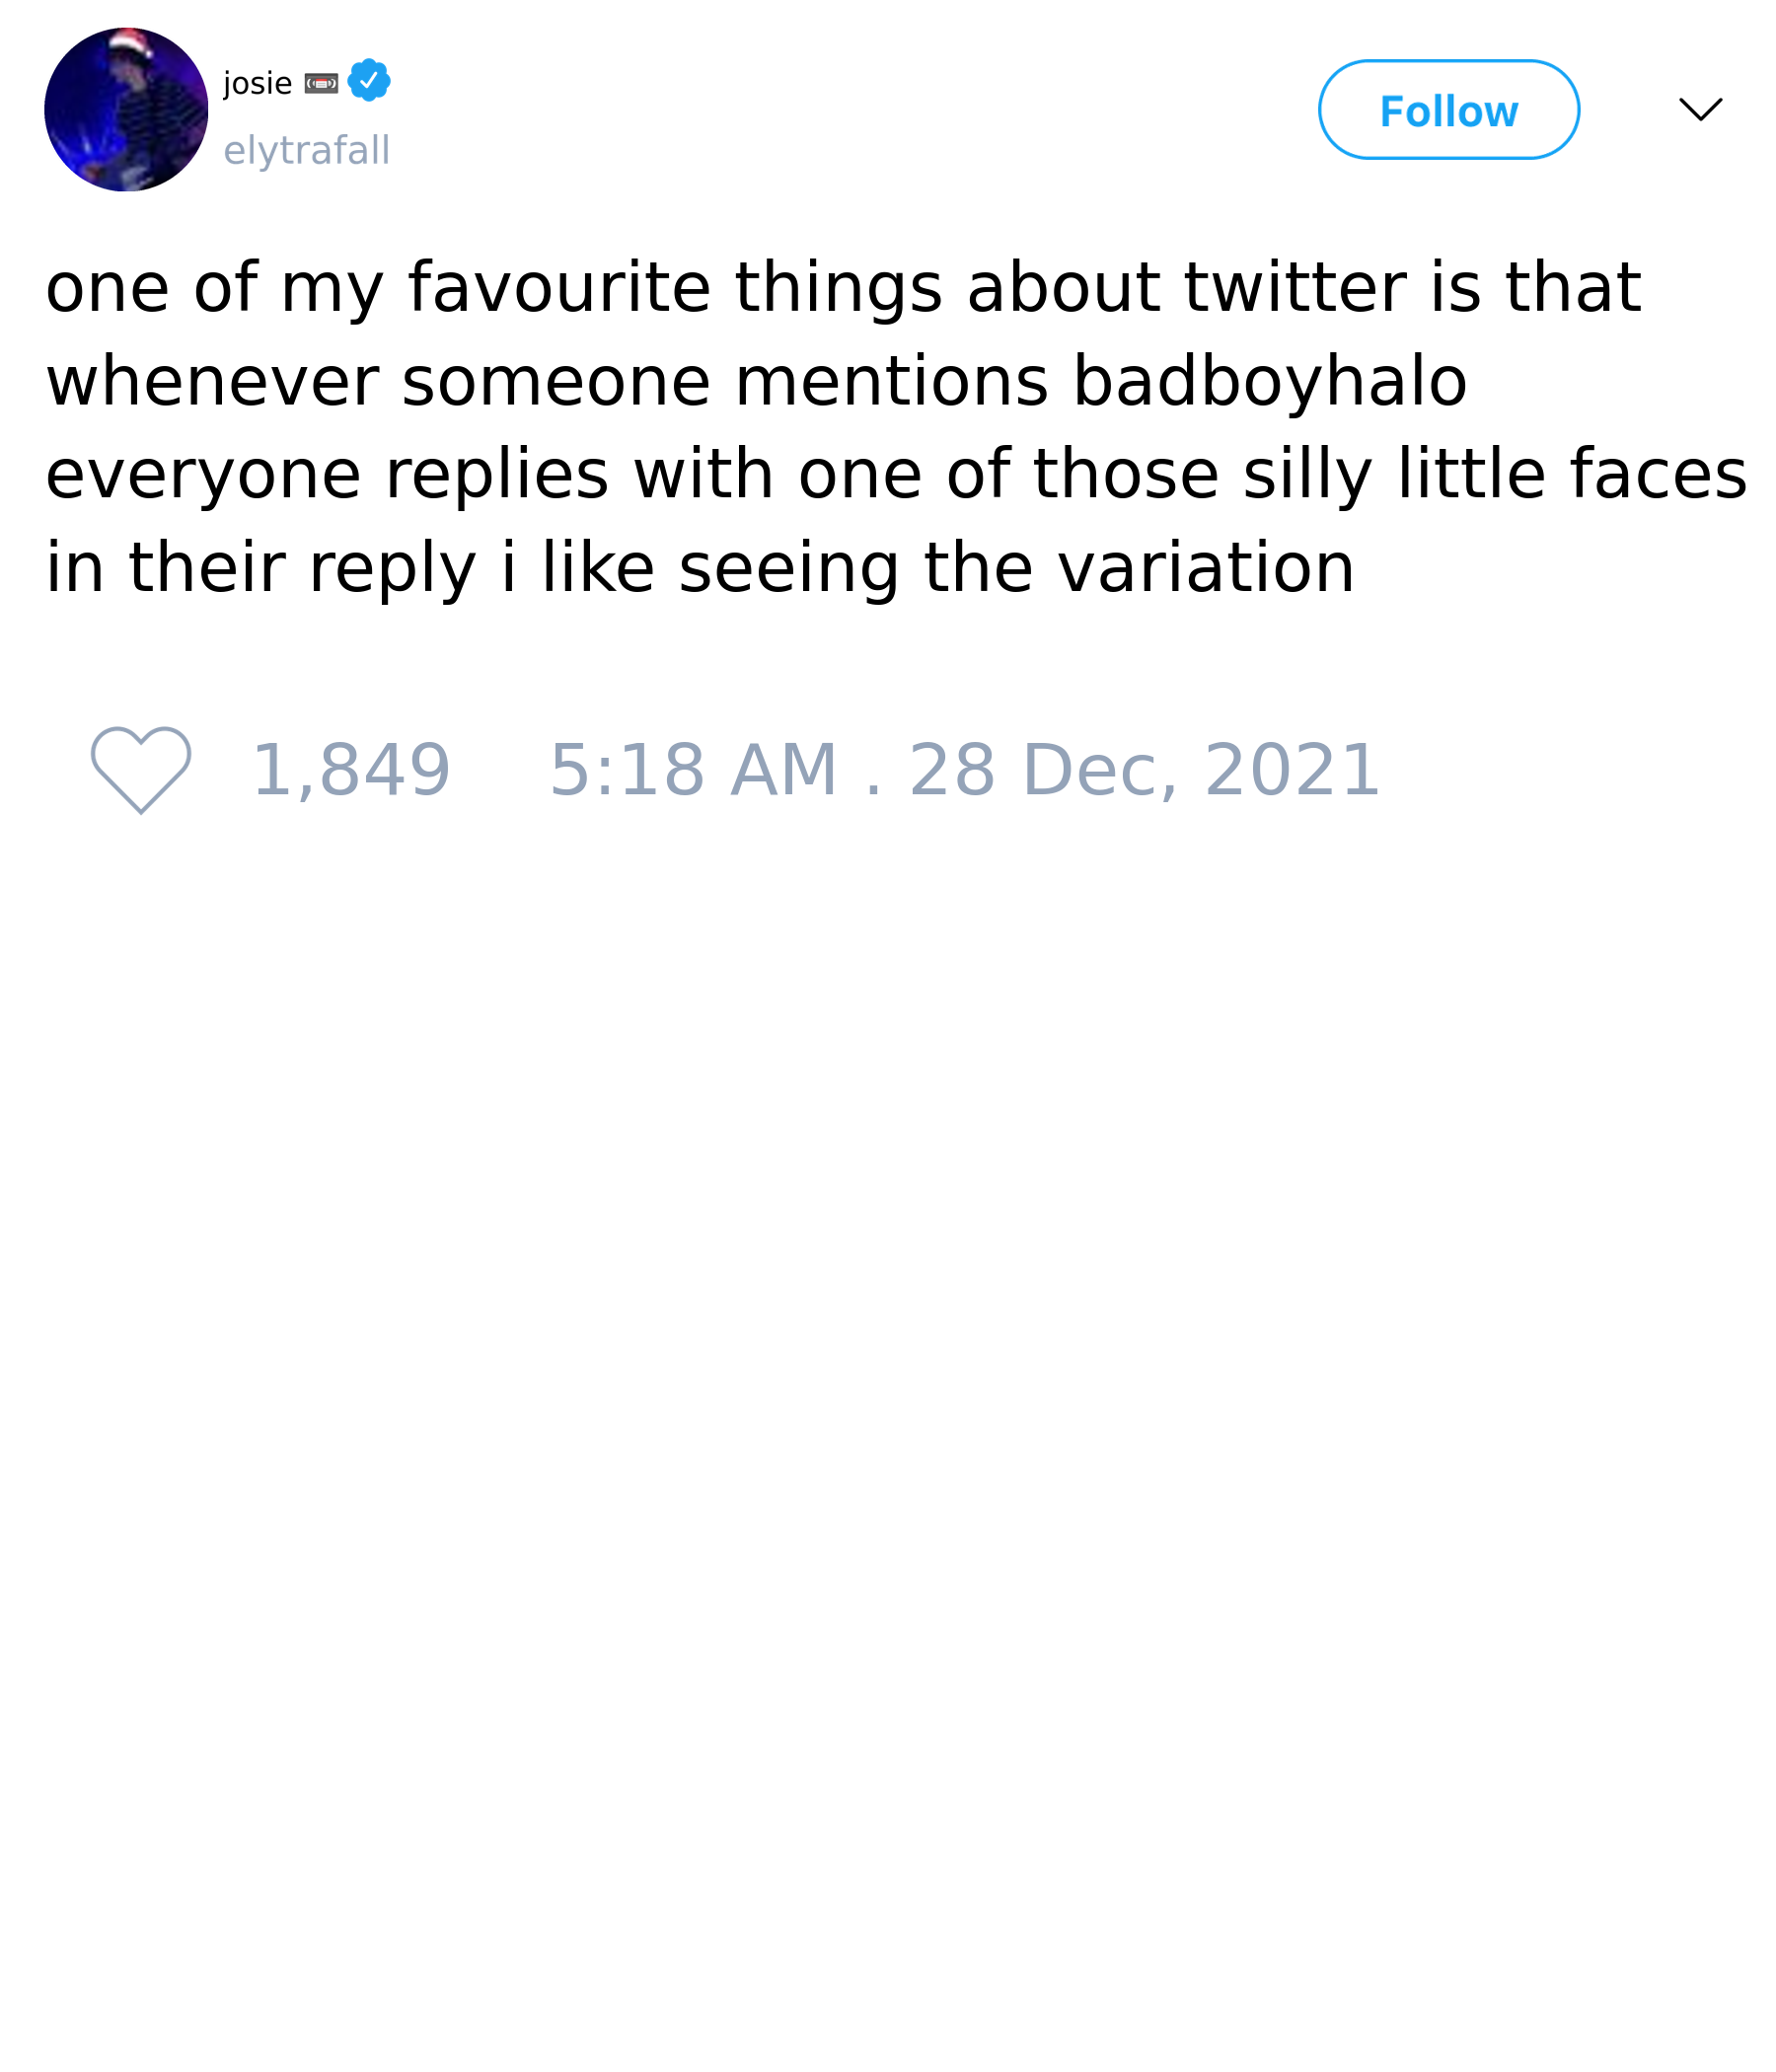 josie 📼
elytrafall
Follow
one of my favourite things about twitter is that
whenever someone mentions badboyhalo
everyone replies with one of those silly little faces
in their reply i like seeing the variation
1,849 5:18 AM . 28 Dec, 2021